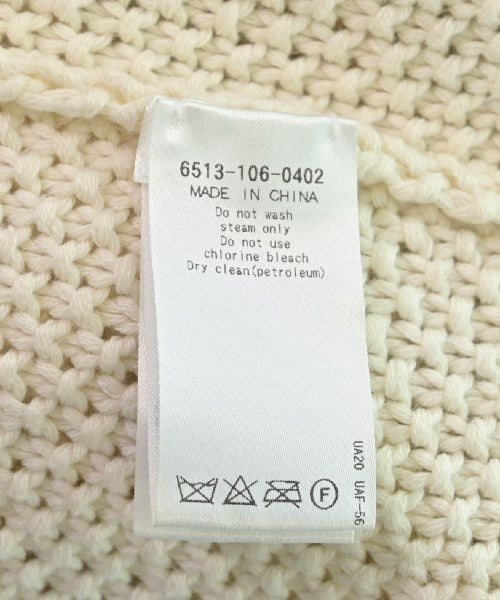 6513-106-0402
MADE IN CHINA
Do not wash
steam only
Do not use
chlorine bleach
Dry clean(petroleum)
F
UA20 UAF-56